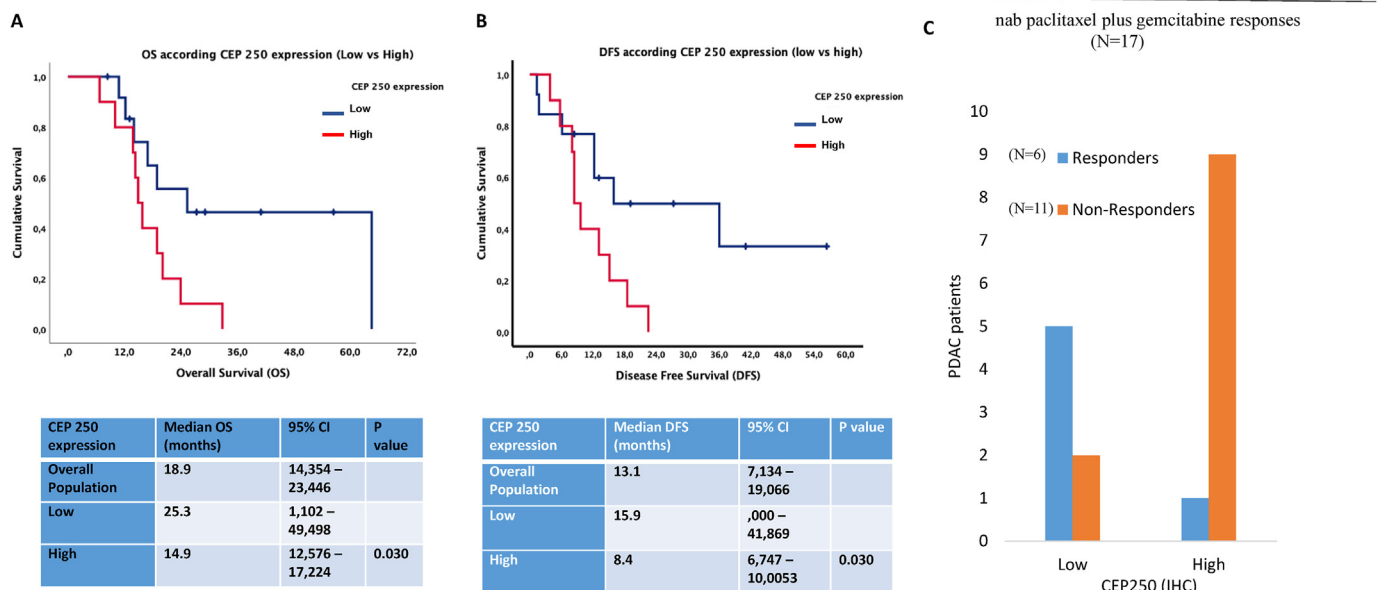 A
OS according CEP 250 expression (Low vs High)
CEP 250 expression
Low
High
Cumulative Survival
1,0
0,8
0,6
0,4
0,2
0,0
,0 12,0 24,0 36,0 48,0 60,0 72,0
Overall Survival (OS)
CEP 250 expression Median OS (months) 95% CI P value
Overall Population 18.9 14,354 – 23,446
Low 25.3 1,102 – 49,498
High 14.9 12,576 – 17,224 0.030
B
DFS according CEP 250 expression (low vs high)
CEP 250 expression
Low
High
Cumulative Survival
1,0
0,8
0,6
0,4
0,2
0,0
,0 6,0 12,0 18,0 24,0 30,0 36,0 42,0 48,0 54,0 60,0
Disease Free Survival (DFS)
CEP 250 expression Median DFS (months) 95% CI P value
Overall Population 13.1 7,134 – 19,066
Low 15.9 ,000 – 41,869
High 8.4 6,747 – 10,0053 0.030
C
nab paclitaxel plus gemcitabine responses
(N=17)
(N=6) Responders
(N=11) Non-Responders
PDAC patients
10
9
8
7
6
5
4
3
2
1
0
Low High
CEP250 (IHC)